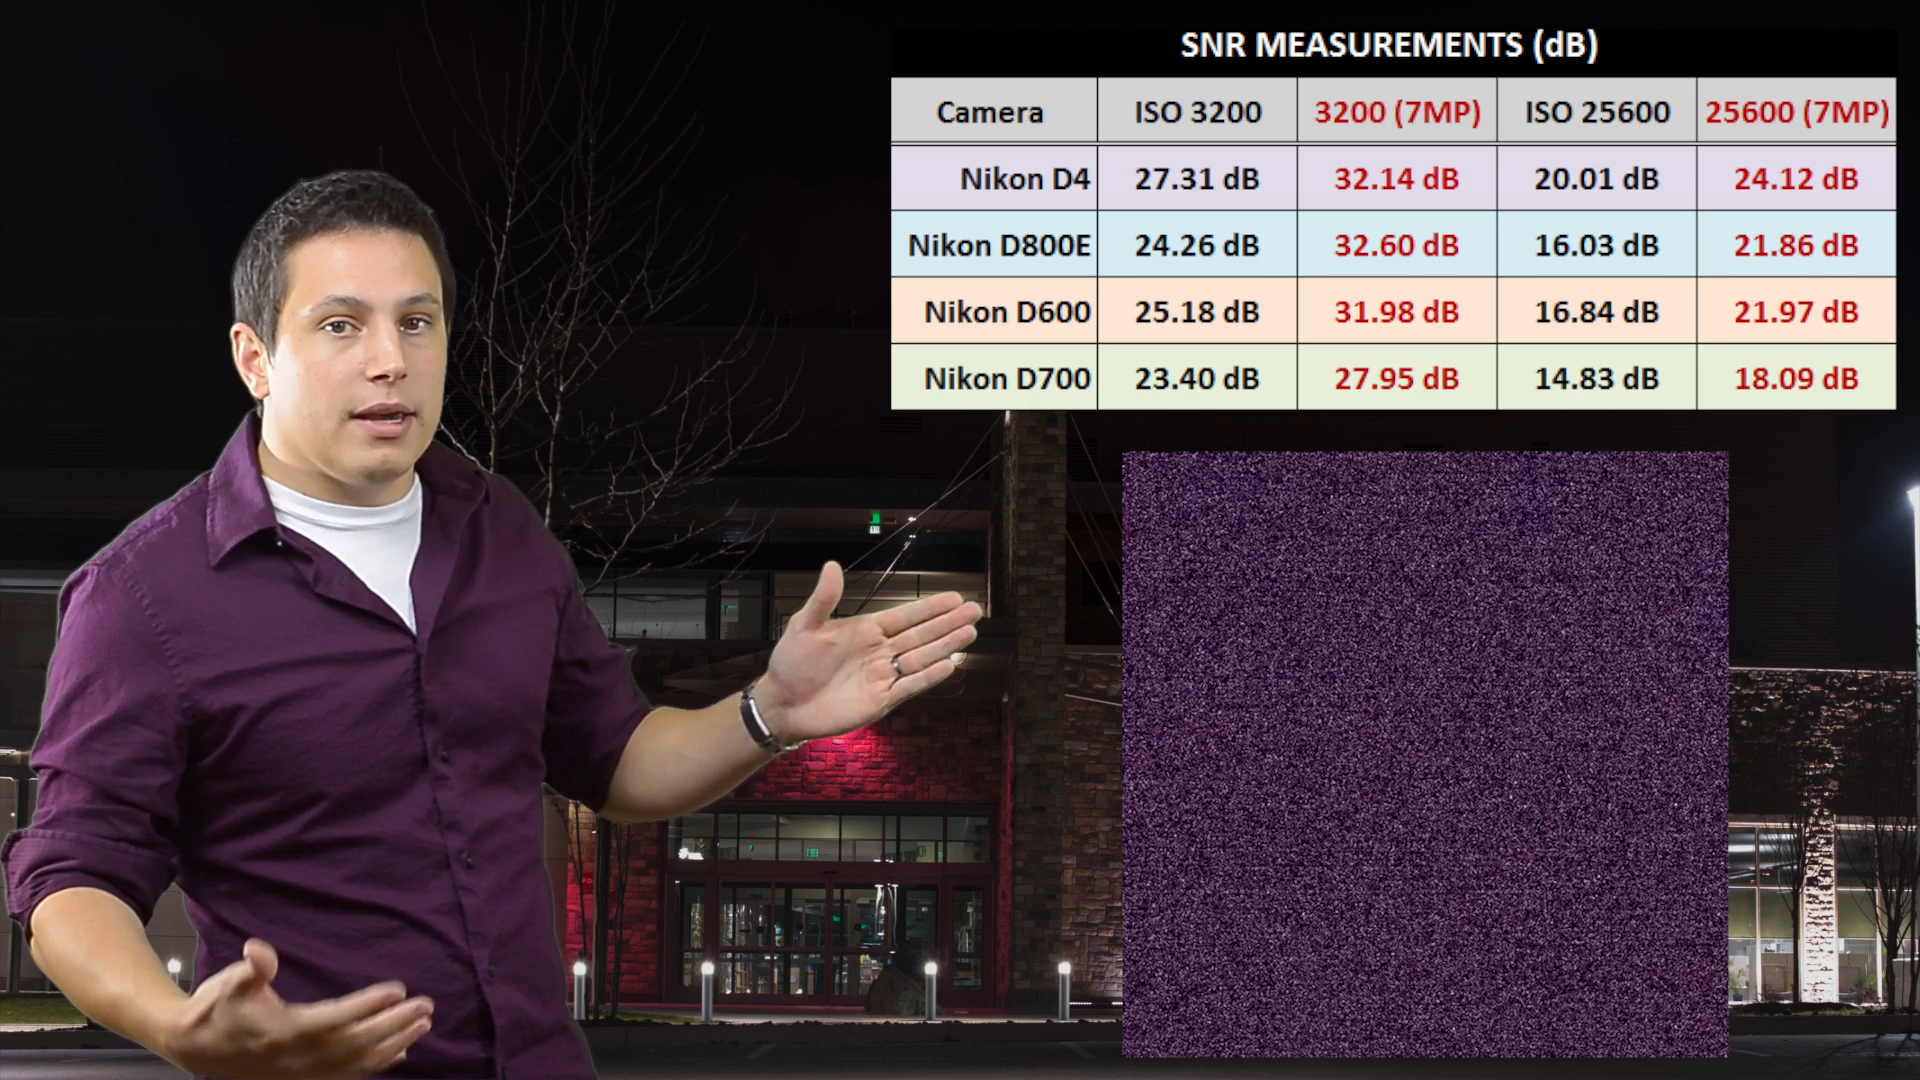 SNR MEASUREMENTS (dB)
Camera ISO 3200 3200 (7MP) ISO 25600 25600 (7MP)
Nikon D4 27.31 dB 32.14 dB 20.01 dB 24.12 dB
Nikon D800E 24.26 dB 32.60 dB 16.03 dB 21.86 dB
Nikon D600 25.18 dB 31.98 dB 16.84 dB 21.97 dB
Nikon D700 23.40 dB 27.95 dB 14.83 dB 18.09 dB